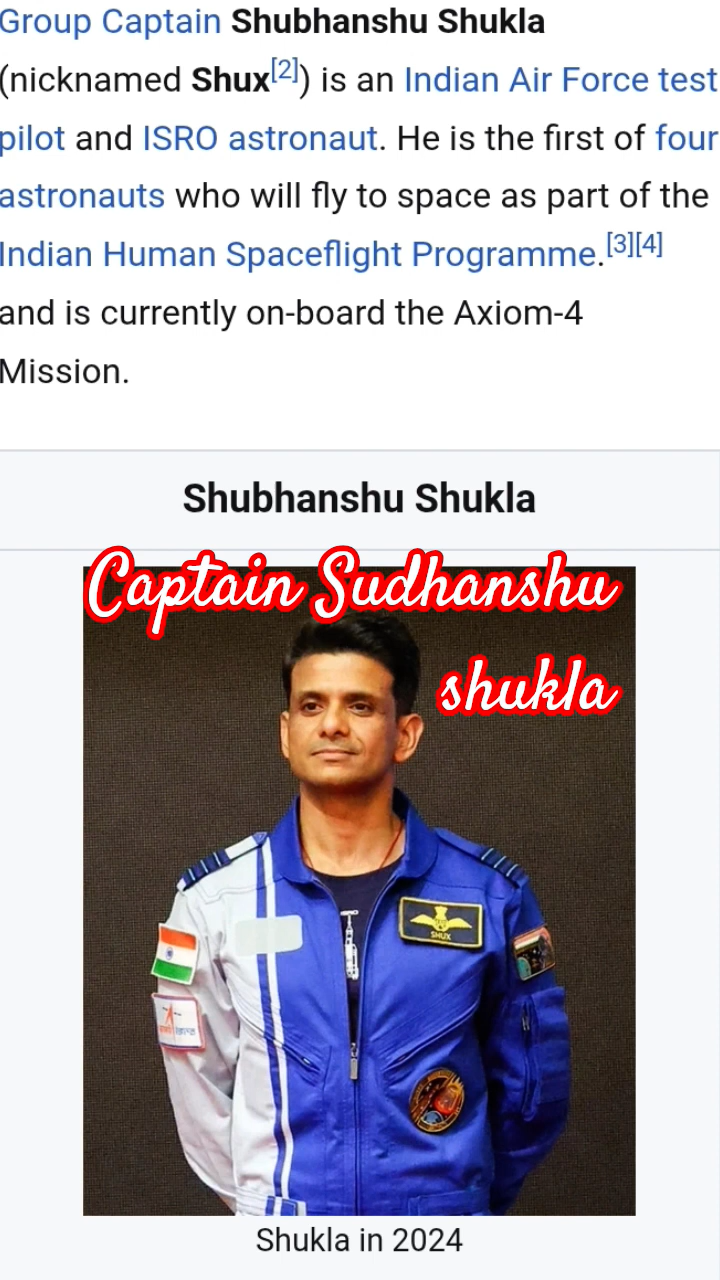 Group Captain Shubhanshu Shukla
(nicknamed Shux[2]) is an Indian Air Force test
pilot and ISRO astronaut. He is the first of four
astronauts who will fly to space as part of the
Indian Human Spaceflight Programme.[3][4]
and is currently on-board the Axiom-4
Mission.
Shubhanshu Shukla
Captain Sudhanshu
shukla
SHUX
Shukla in 2024